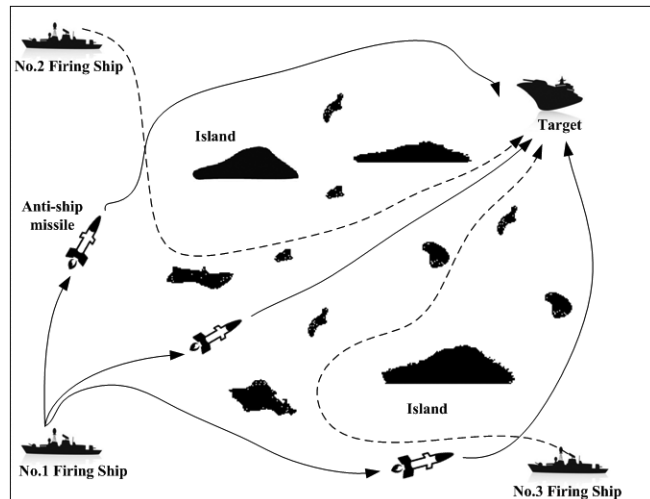 No.2 Firing Ship
Target
Island
Anti-ship
missile
Island
No.1 Firing Ship
No.3 Firing Ship